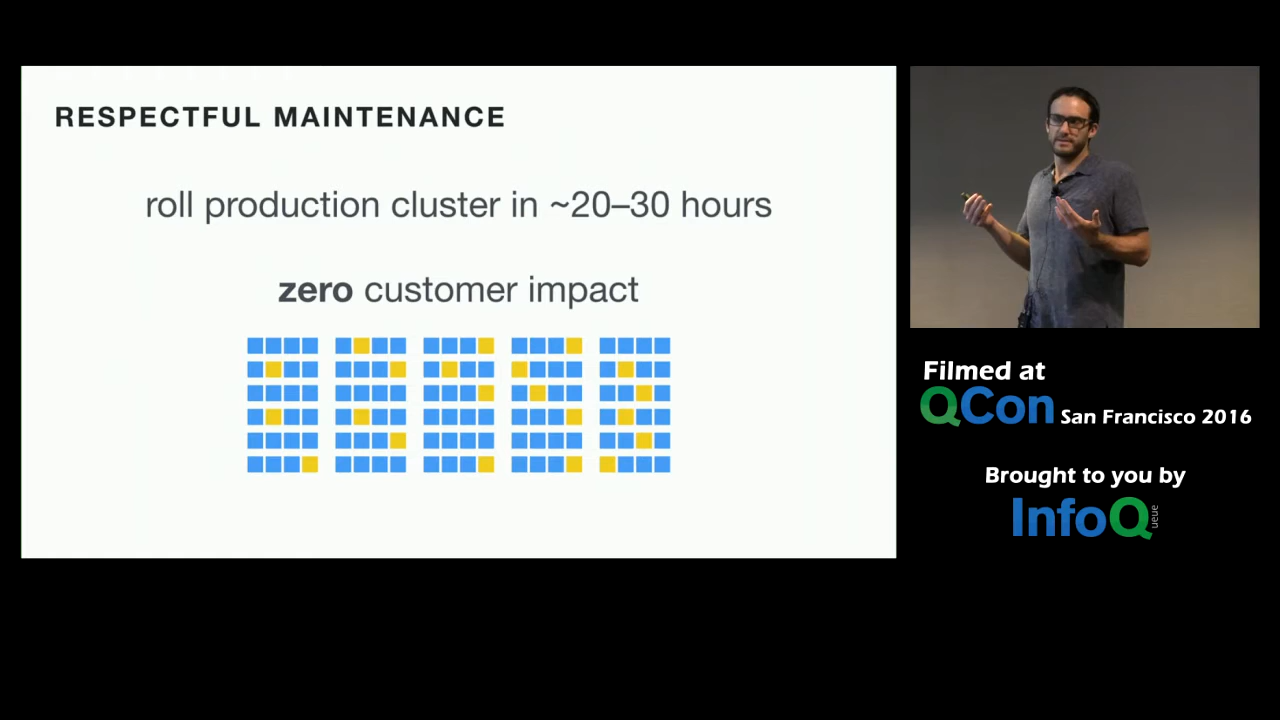 RESPECTFUL MAINTENANCE
roll production cluster in ~20–30 hours
zero customer impact
Filmed at
QCon San Francisco 2016
Brought to you by
InfoQueue